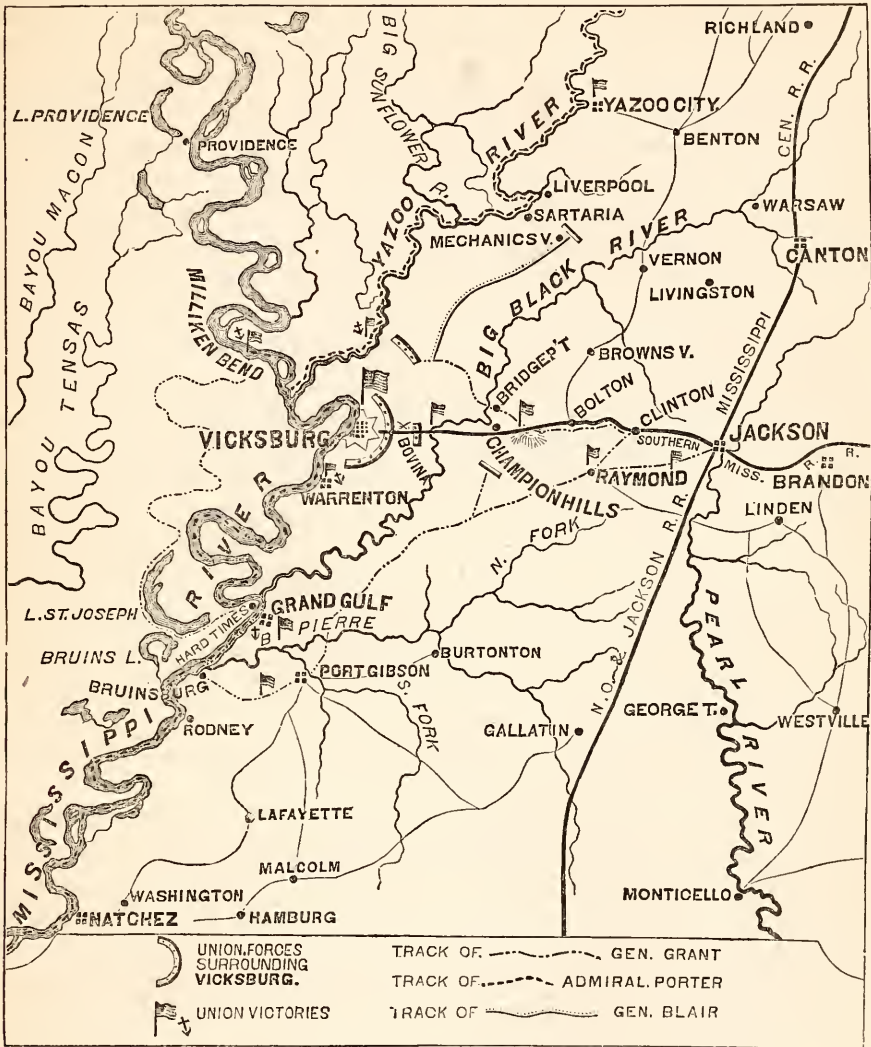 RICHLAND
BIG SUNFLOWER R.
L. PROVIDENCE
PROVIDENCE
BAYOU MACON
YAZOO CITY.
BENTON
CEN. R. R.
YAZOO RIVER
LIVERPOOL
SARTARIA
WARSAW
MECHANICS V.
BIG BLACK RIVER
CANTON
VERNON
LIVINGSTON
MILLIKEN BEND
BAYOU TENSAS
BROWNS V.
BRIDGEP'T
BOLTON
CLINTON
MISSISSIPPI
VICKSBURG
X
BOVINA
SOUTHERN
JACKSON
CHAMPIONHILLS
RAYMOND
MISS. R. R.
BRANDON
WARRENTON
LINDEN
N. FORK
L. ST. JOSEPH
GRAND GULF
HARD TIMES
B
PIERRE
BRUINS L.
BRUINSBURG
PORT GIBSON
BURTONTON
S. FORK
N. O. & JACKSON R. R.
PEARL RIVER
GEORGE T.
WESTVILLE
RODNEY
GALLATIN
MISSISSIPPI RIVER
LAFAYETTE
MALCOLM
WASHINGTON
NATCHEZ
HAMBURG
MONTICELLO
UNION FORCES
SURROUNDING
VICKSBURG.
UNION VICTORIES
TRACK OF GEN. GRANT
TRACK OF ADMIRAL. PORTER
TRACK OF GEN. BLAIR